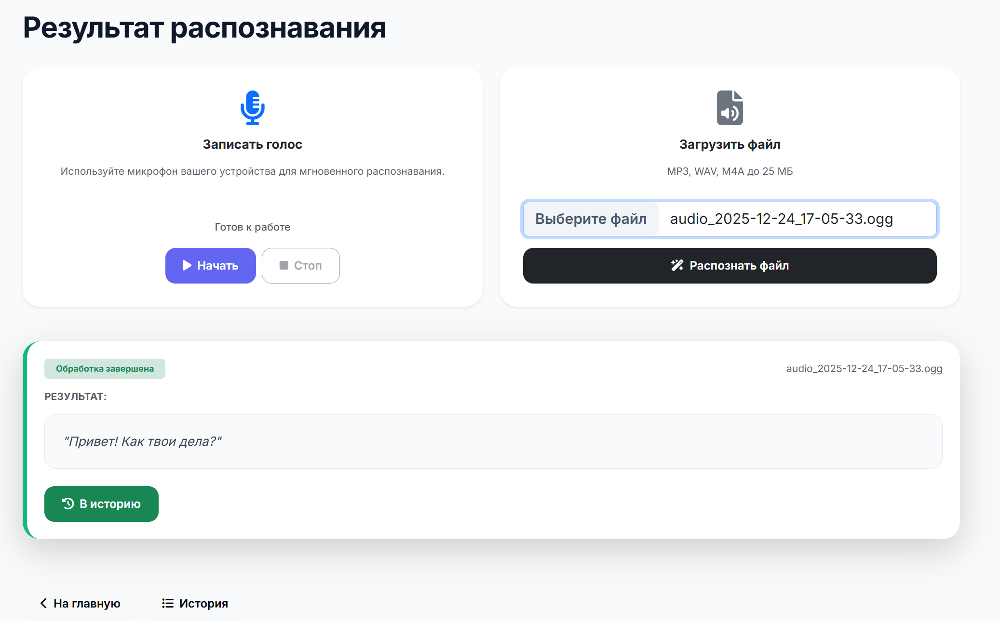 Результат распознавания
Записать голос
Используйте микрофон вашего устройства для мгновенного распознавания.
Готов к работе
Начать
Стоп
Загрузить файл
MP3, WAV, M4A до 25 МБ
Выберите файл audio_2025-12-24_17-05-33.ogg
Распознать файл
Обработка завершена
audio_2025-12-24_17-05-33.ogg
РЕЗУЛЬТАТ:
"Привет! Как твои дела?"
В историю
На главную
История